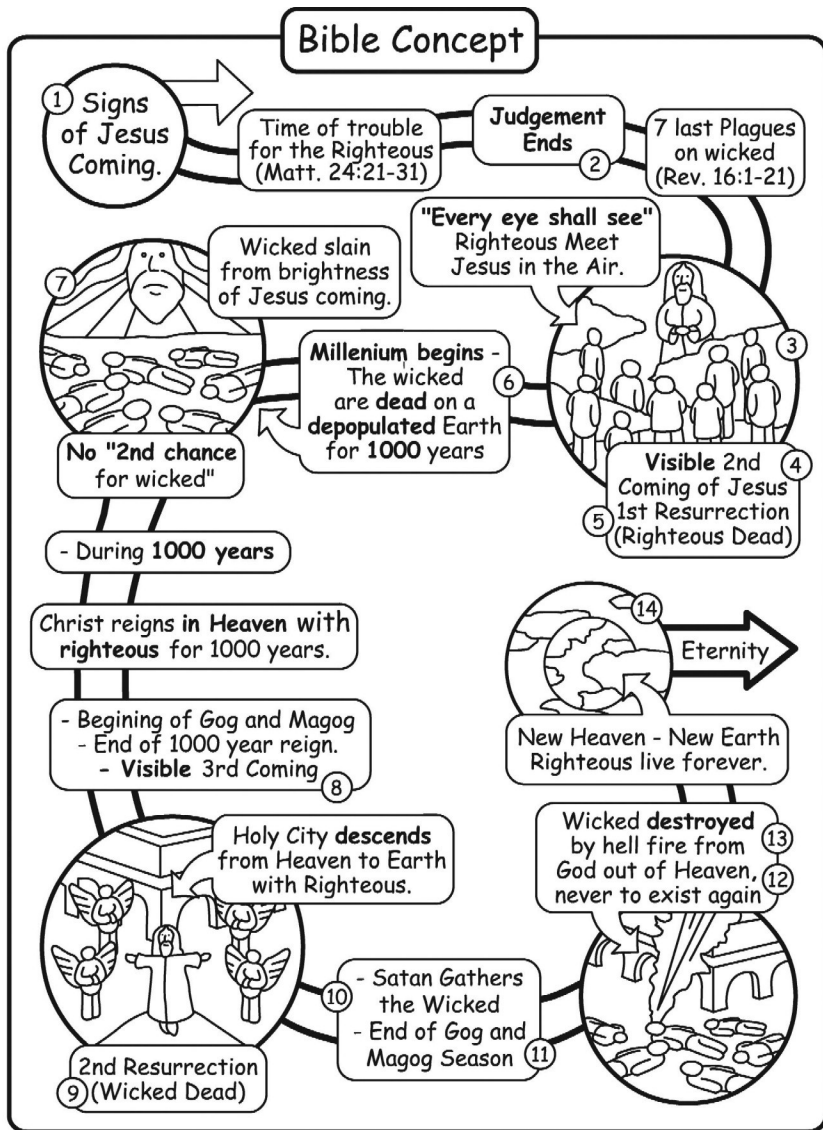 Bible Concept
1
Signs
of Jesus
Coming.
Time of trouble
for the Righteous
(Matt. 24:21-31)
Judgement
Ends
2
7 last Plagues
on wicked
(Rev. 16:1-21)
"Every eye shall see"
Righteous Meet
Jesus in the Air.
3
Visible 2nd
4
Coming of Jesus
5
1st Resurrection
(Righteous Dead)
Millenium begins -
The wicked
6
are dead on a
depopulated Earth
for 1000 years
7
Wicked slain
from brightness
of Jesus coming.
No "2nd chance
for wicked"
- During 1000 years
Christ reigns in Heaven with
righteous for 1000 years.
- Begining of Gog and Magog
- End of 1000 year reign.
- Visible 3rd Coming
8
Holy City descends
from Heaven to Earth
with Righteous.
2nd Resurrection
9
(Wicked Dead)
10
- Satan Gathers
the Wicked
- End of Gog and
Magog Season
11
Wicked destroyed
13
by hell fire from
God out of Heaven,
12
never to exist again
New Heaven - New Earth
Righteous live forever.
14
Eternity